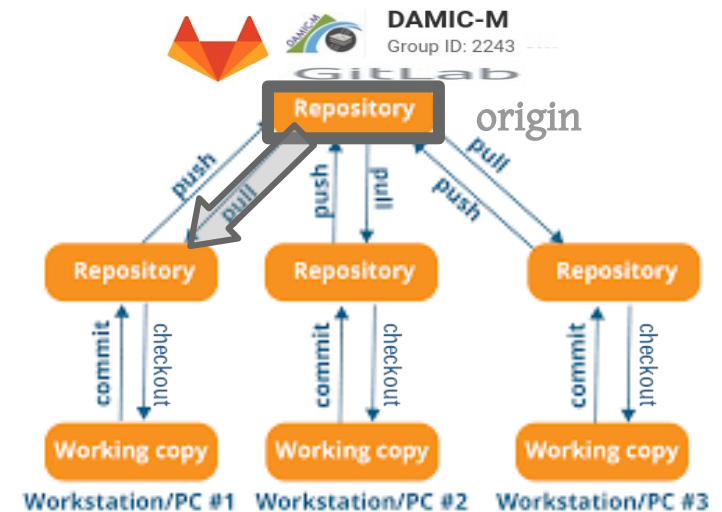 DAMIC-M
DAMIC-M
Group ID: 2243
GitLab
Repository
origin
push
pull
push
pull
pull
push
Repository
Repository
Repository
commit
checkout
commit
checkout
commit
checkout
Working copy
Working copy
Working copy
Workstation/PC #1
Workstation/PC #2
Workstation/PC #3